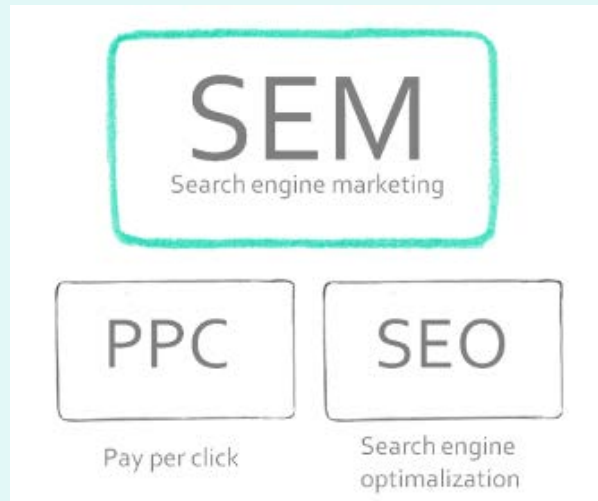 SEM
Search engine marketing
PPC
SEO
Pay per click
Search engine
optimalization